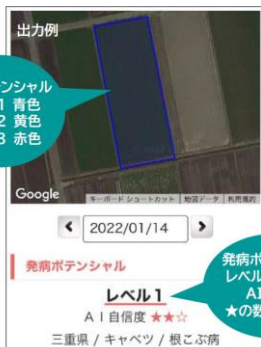 出力例
ンシャル
1 青色
2 黄色
3 赤色
Google
キーボード ショートカット
地図データ
利用規約
2022/01/14
発病ポテンシャル
レベル1
AI自信度 ★★☆
三重県 / キャベツ / 根こぶ病
発病ポ
レベル
AI
★の数